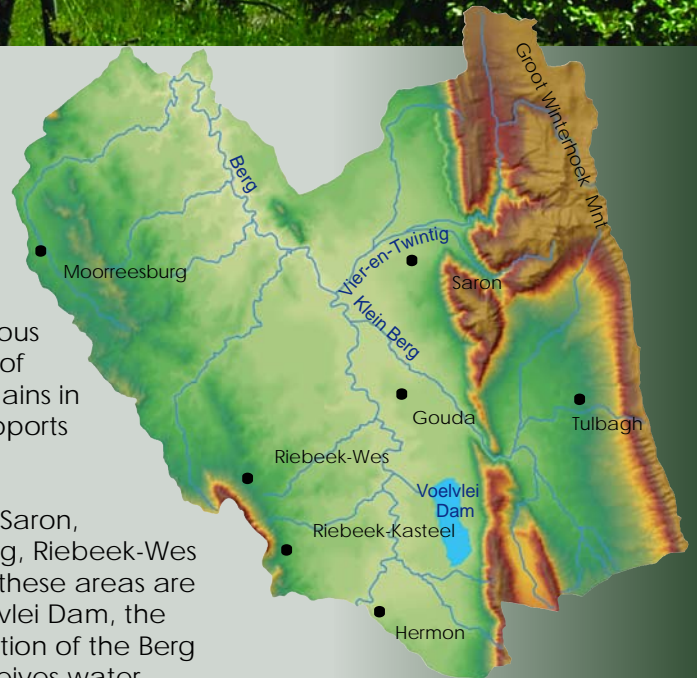 ous
of
ains in
pports
Saron,
g, Riebeek-Wes
these areas are
vlei Dam, the
tion of the Berg
eives water
Groot Winterhoek Mnt
Berg
Moorreesburg
Vier-en-Twintig
Saron
Klein Berg
Gouda
Tulbagh
Riebeek-Wes
Voelvlei
Dam
Riebeek-Kasteel
Hermon